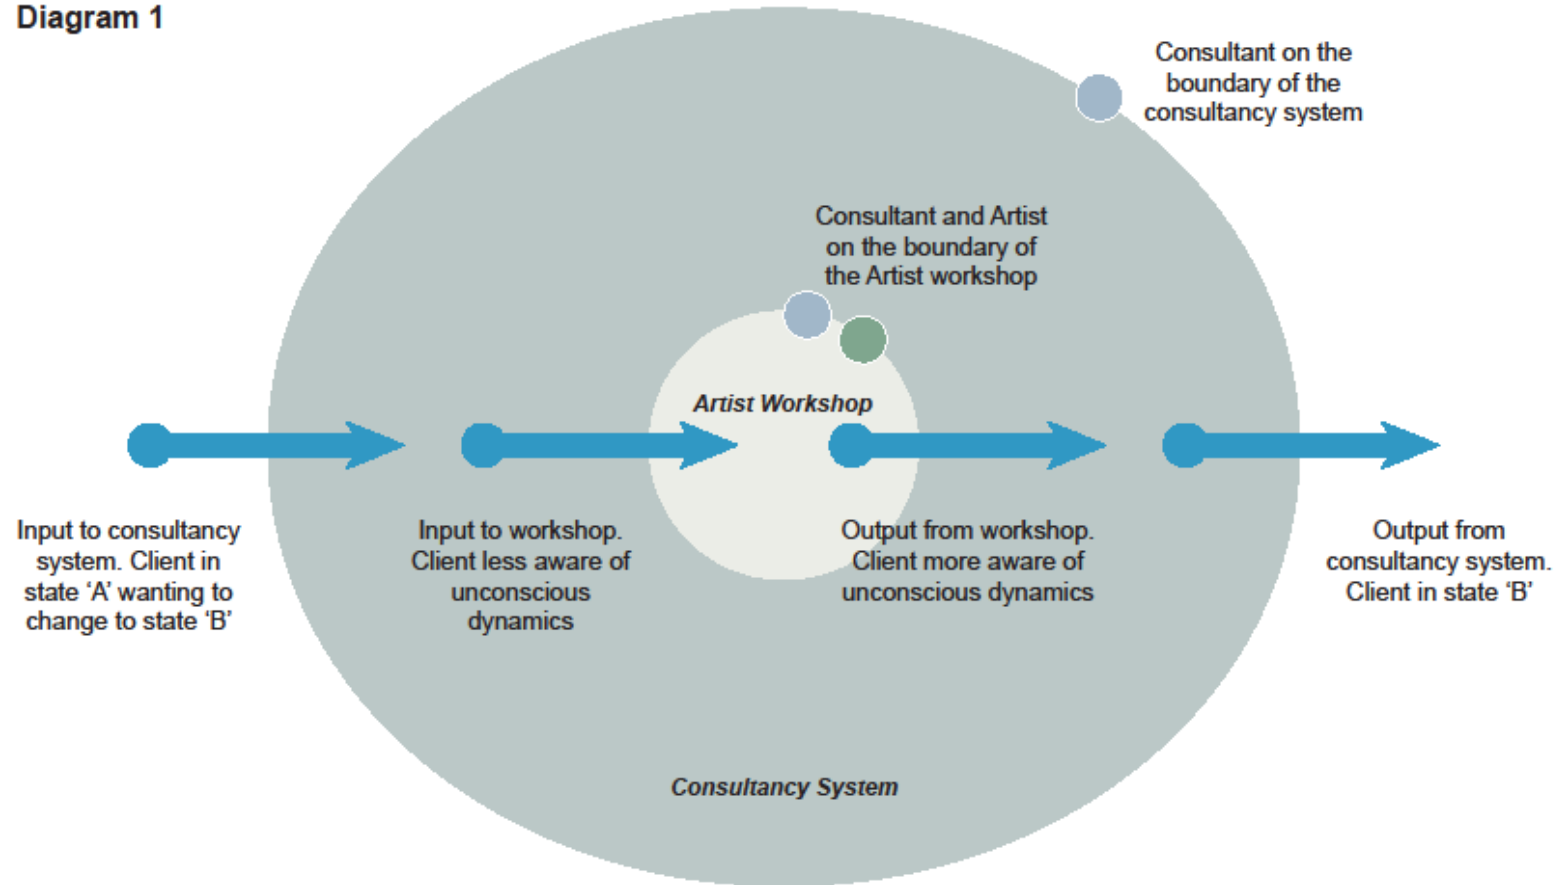 Diagram 1
Consultant on the
boundary of the
consultancy system
Consultant and Artist
on the boundary of
the Artist workshop
Artist Workshop
Input to consultancy
system. Client in
state ‘A’ wanting to
change to state ‘B’
Input to workshop.
Client less aware of
unconscious
dynamics
Output from workshop.
Client more aware of
unconscious dynamics
Output from
consultancy system.
Client in state ‘B’
Consultancy System